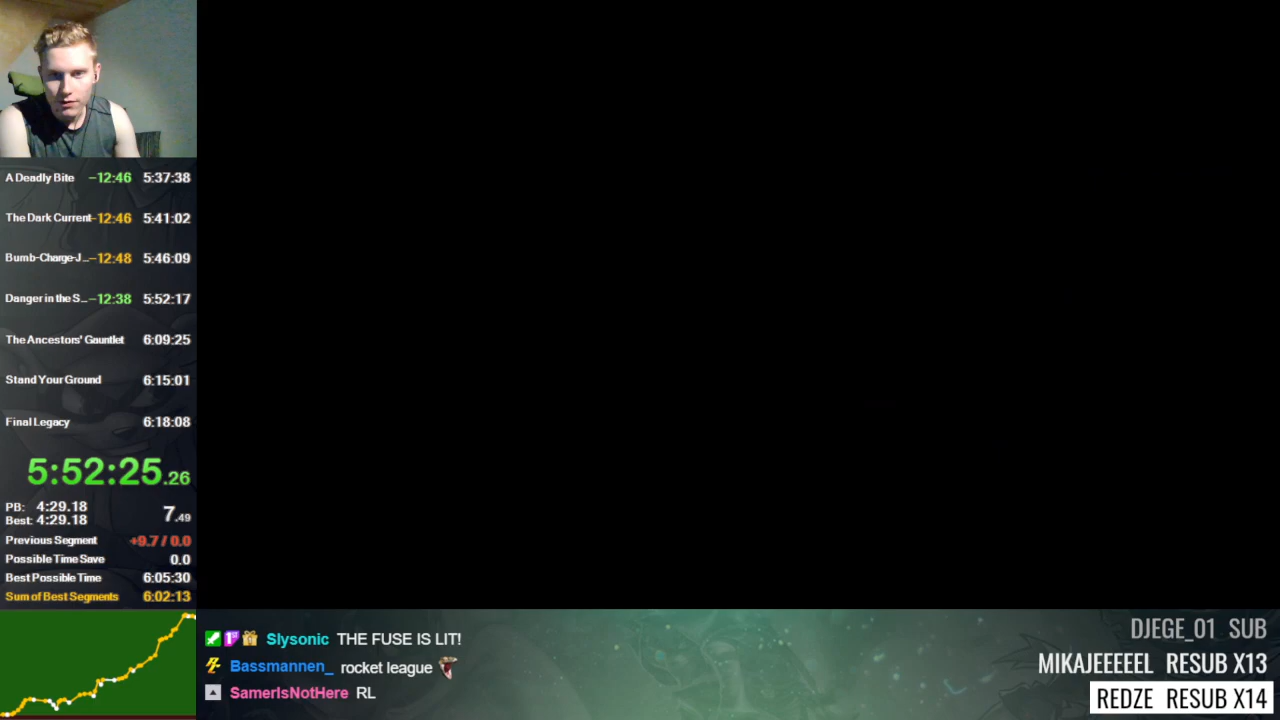 A Deadly Bite -12:46 5:37:38
The Dark Current -12:46 5:41:02
Bumb-Charge-J... -12:48 5:46:09
Danger in the S... -12:38 5:52:17
The Ancestors' Gauntlet 6:09:25
Stand Your Ground 6:15:01
Final Legacy 6:18:08
5:52:25.26
PB: 4:29.18
Best: 4:29.18
7.49
Previous Segment +9.7 / 0.0
Possible Time Save 0.0
Best Possible Time 6:05:30
Sum of Best Segments 6:02:13
Slysonic THE FUSE IS LIT!
Bassmannen_ rocket league
SamerIsNotHere RL
DJEGE_01 SUB
MIKAJEEEEEL RESUB X13
REDZE RESUB X14